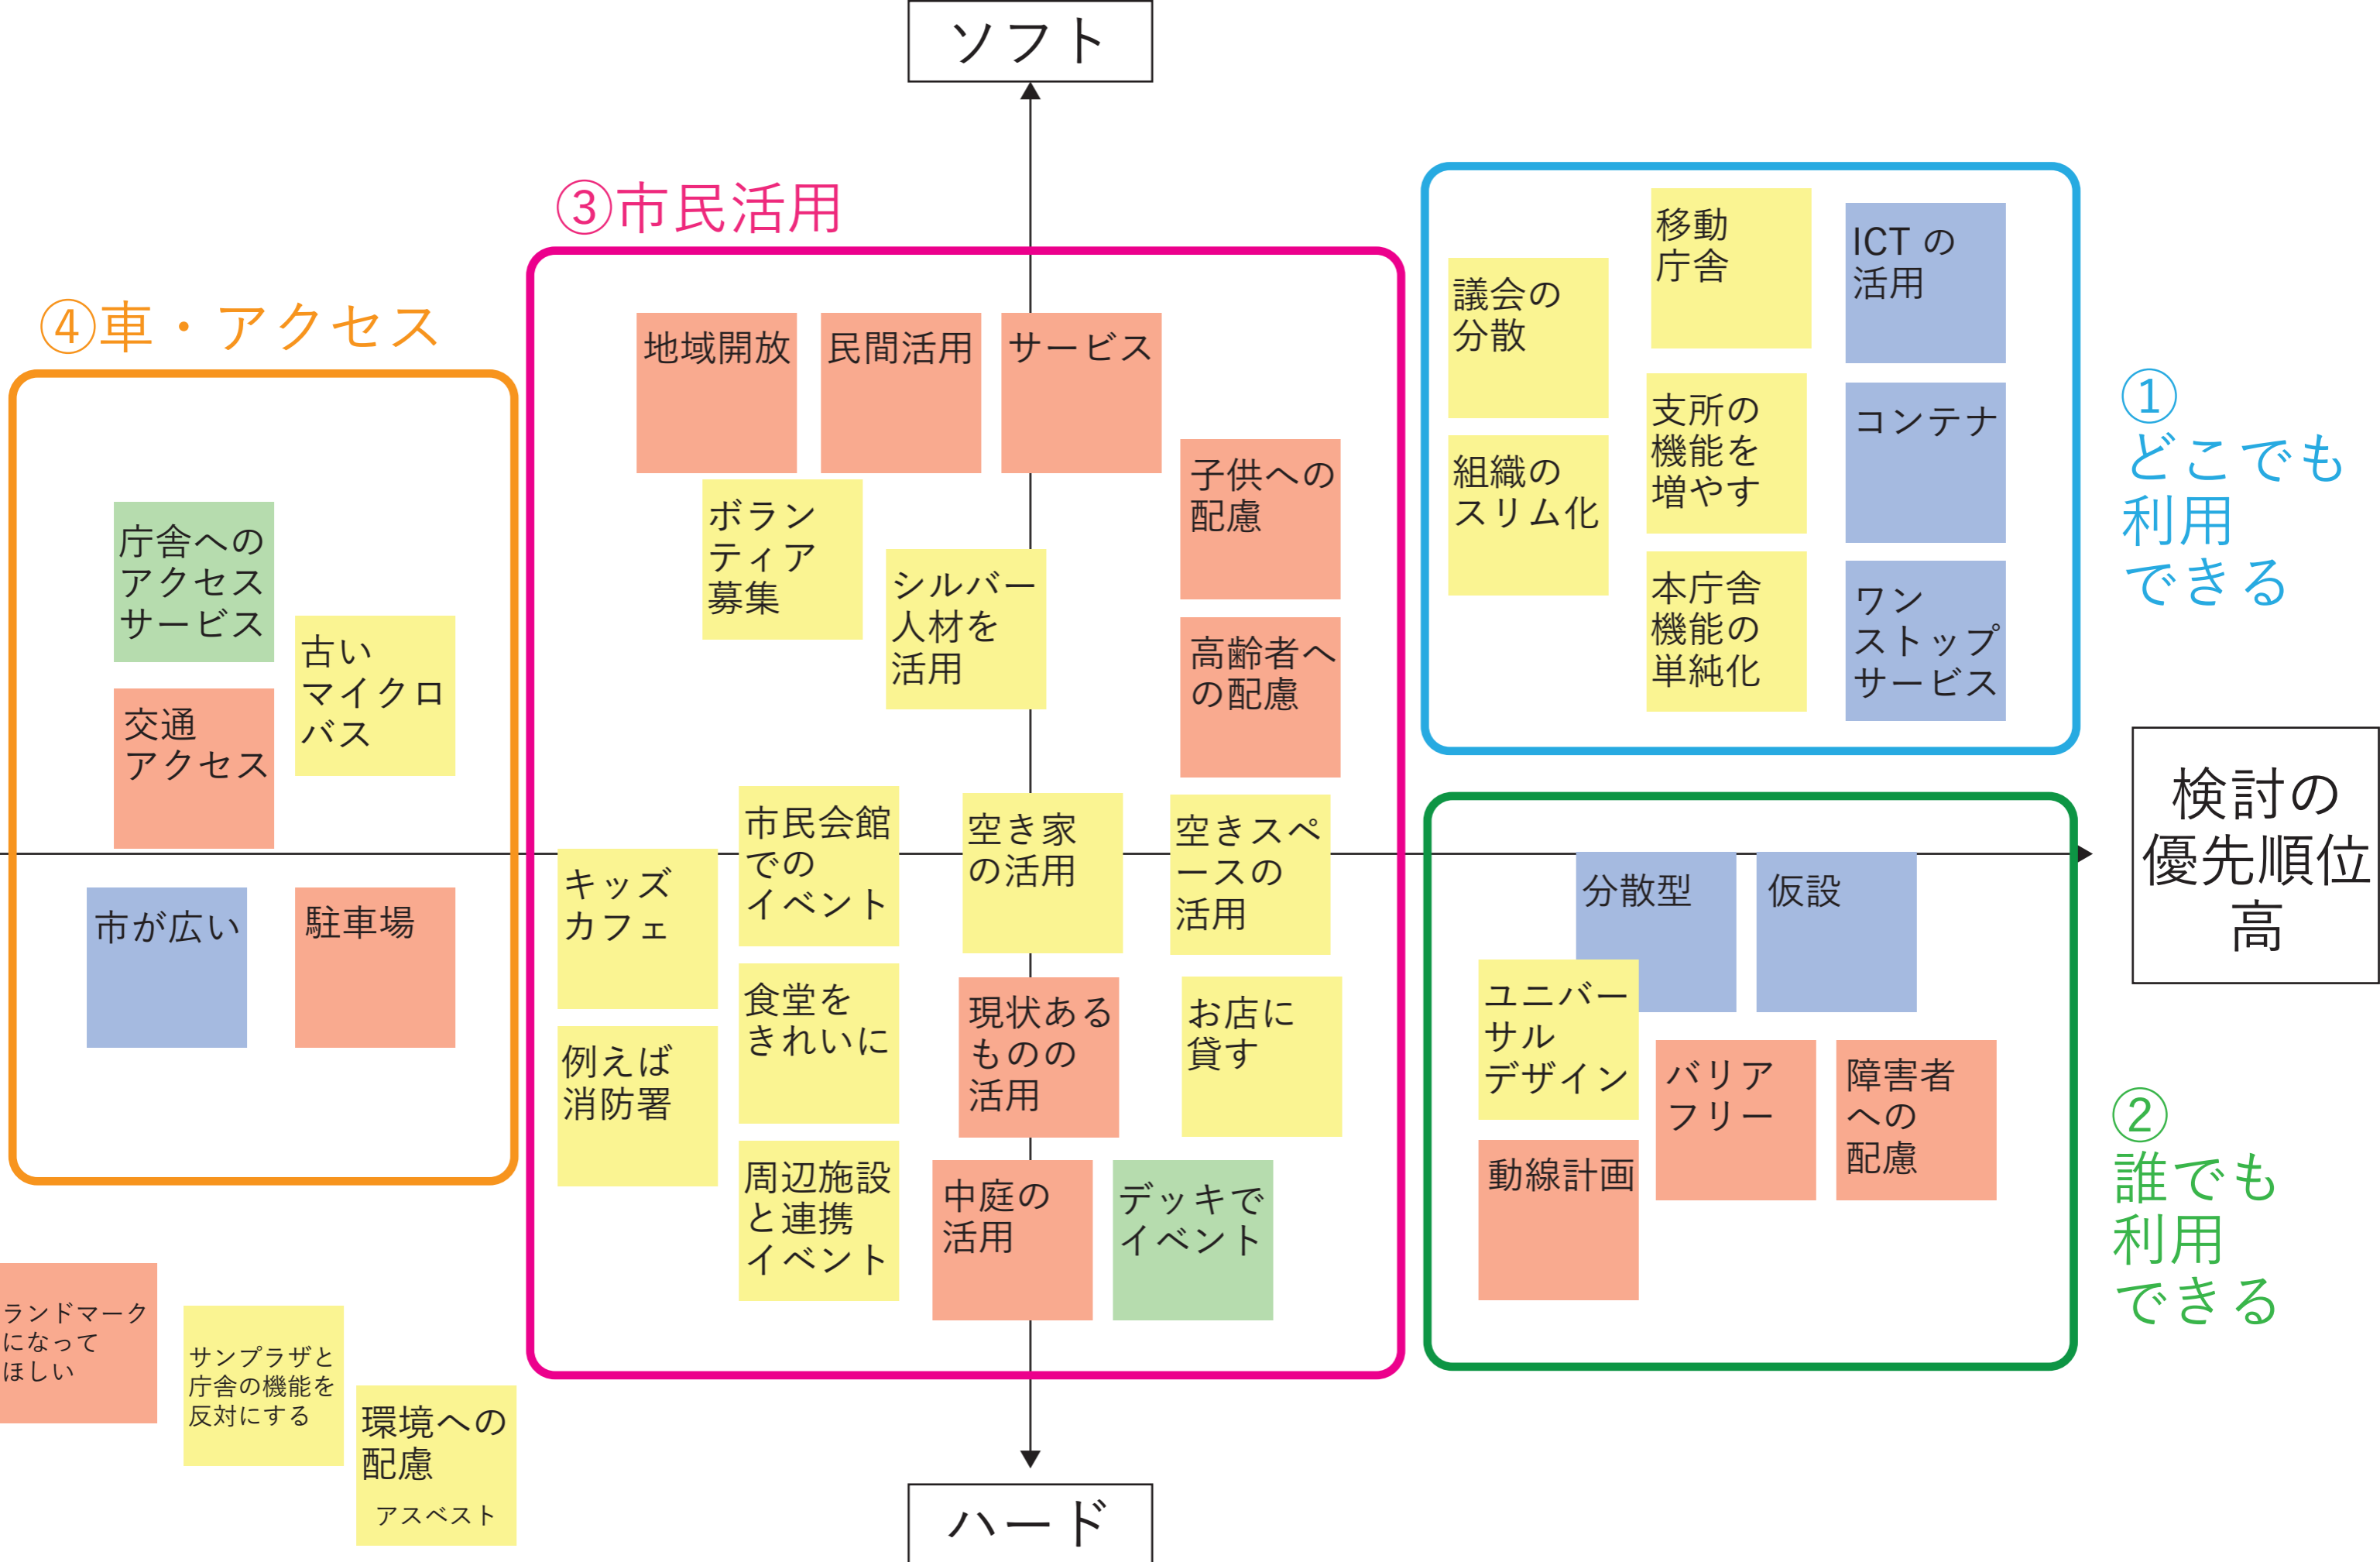 ソフト
④車・アクセス
庁舎への
アクセス
サービス
古い
マイクロ
バス
交通
アクセス
市が広い
駐車場
③市民活用
地域開放
民間活用
サービス
ボラン
ティア
募集
シルバー
人材を
活用
子供への
配慮
高齢者へ
の配慮
キッズ
カフェ
市民会館
での
イベント
空き家
の活用
空きスペ
ースの
活用
例えば
消防署
食堂を
きれいに
現状ある
ものの
活用
お店に
貸す
周辺施設
と連携
イベント
中庭の
活用
デッキで
イベント
①
どこでも
利用
できる
議会の
分散
移動
庁舎
ICT の
活用
組織の
スリム化
支所の
機能を
増やす
コンテナ
本庁舎
機能の
単純化
ワン
ストップ
サービス
検討の
優先順位
高
②
誰でも
利用
できる
分散型
仮設
ユニバー
サル
デザイン
バリア
フリー
障害者
への
配慮
動線計画
ランドマーク
になって
ほしい
サンプラザと
庁舎の機能を
反対にする
環境への
配慮
アスベスト
ハード